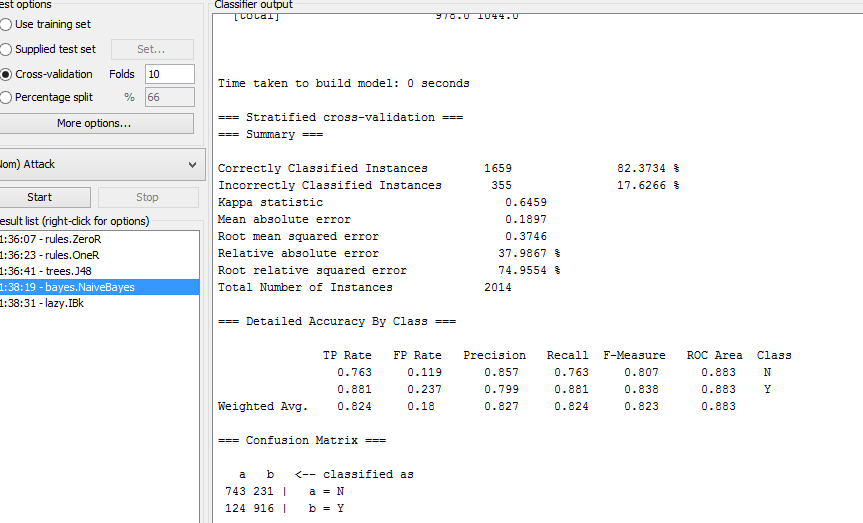 est options
Use training set
Supplied test set Set...
Cross-validation Folds 10
Percentage split % 66
More options...
Nom) Attack
Start Stop
esult list (right-click for options)
1:36:07 - rules.ZeroR
1:36:23 - rules.OneR
1:36:41 - trees.J48
1:38:19 - bayes.NaiveBayes
1:38:31 - lazy.IBk
Classifier output
[total] 978.0 1044.0
Time taken to build model: 0 seconds
=== Stratified cross-validation ===
=== Summary ===
Correctly Classified Instances 1659 82.3734 %
Incorrectly Classified Instances 355 17.6266 %
Kappa statistic 0.6459
Mean absolute error 0.1897
Root mean squared error 0.3746
Relative absolute error 37.9867 %
Root relative squared error 74.9554 %
Total Number of Instances 2014
=== Detailed Accuracy By Class ===
TP Rate FP Rate Precision Recall F-Measure ROC Area Class
0.763 0.119 0.857 0.763 0.807 0.883 N
0.881 0.237 0.799 0.881 0.838 0.883 Y
Weighted Avg. 0.824 0.18 0.827 0.824 0.823 0.883
=== Confusion Matrix ===
a b <-- classified as
743 231 | a = N
124 916 | b = Y